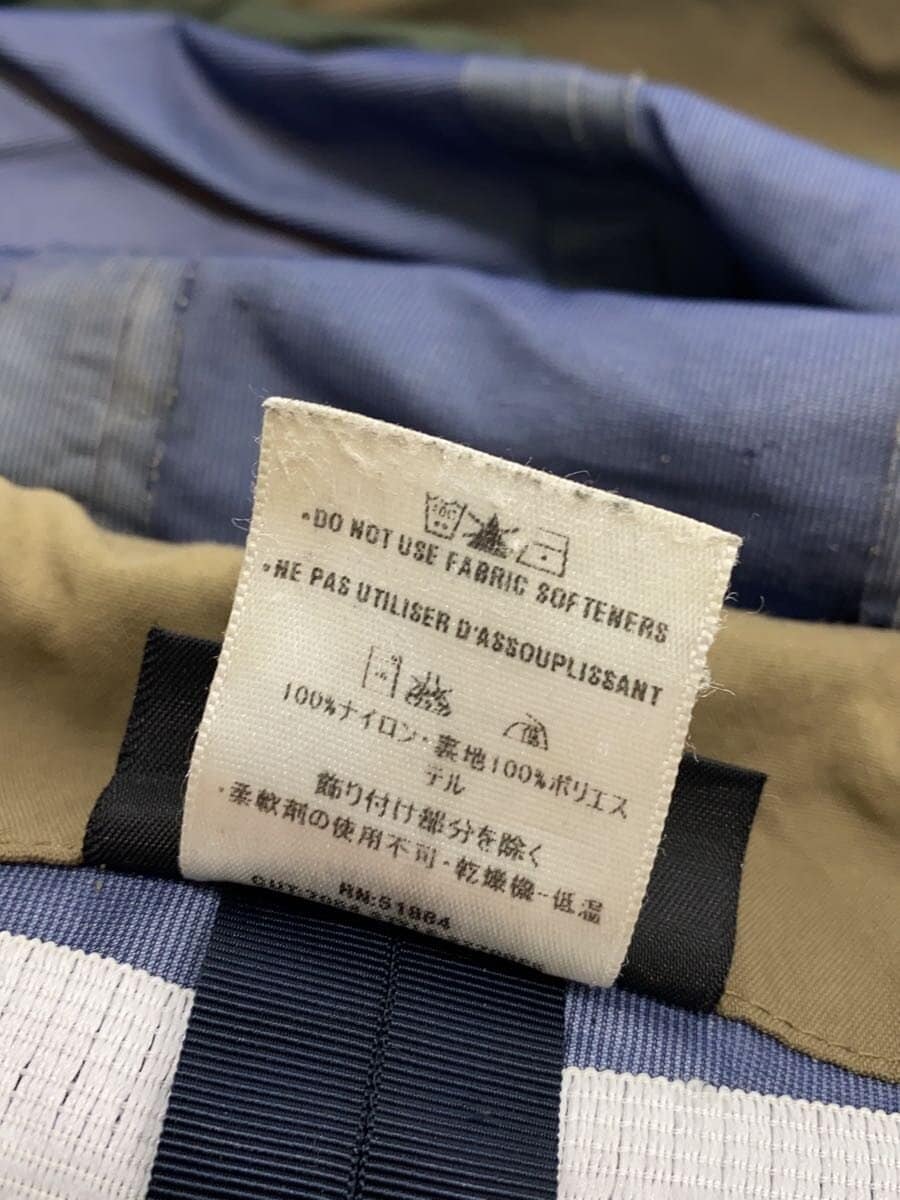 •DO NOT USE FABRIC SOFTENERS
•NE PAS UTILISER D'ASSOUPLISSANT
100%ナイロン・裏地100%ポリエス
テル
飾り付け部分を除く
・柔軟剤の使用不可・乾燥機-低温
RN:51884